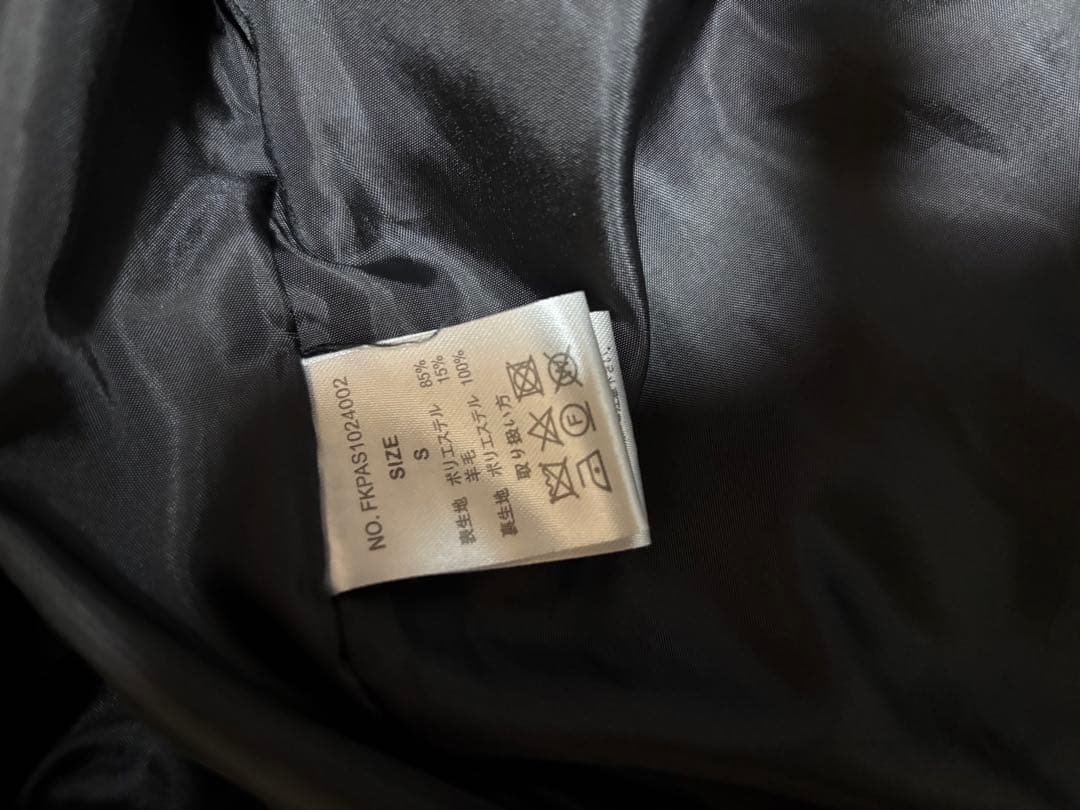 NO. FKPAS1024002
SIZE
S
表生地 ポリエステル 85%
羊毛 15%
裏生地 ポリエステル 100%
取り扱い方
F
W